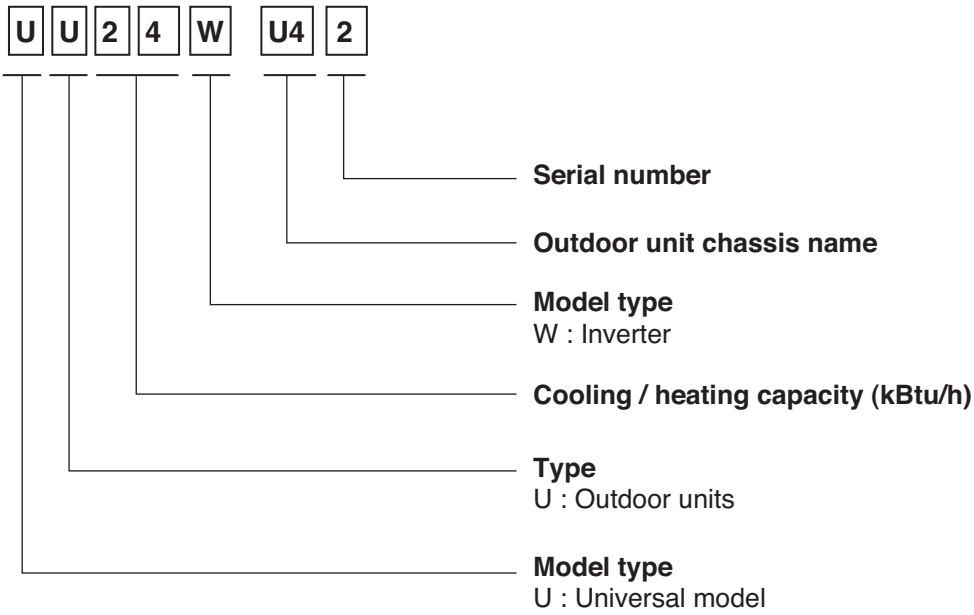 U U 2 4 W U4 2
Serial number
Outdoor unit chassis name
Model type
W : Inverter
Cooling / heating capacity (kBtu/h)
Type
U : Outdoor units
Model type
U : Universal model